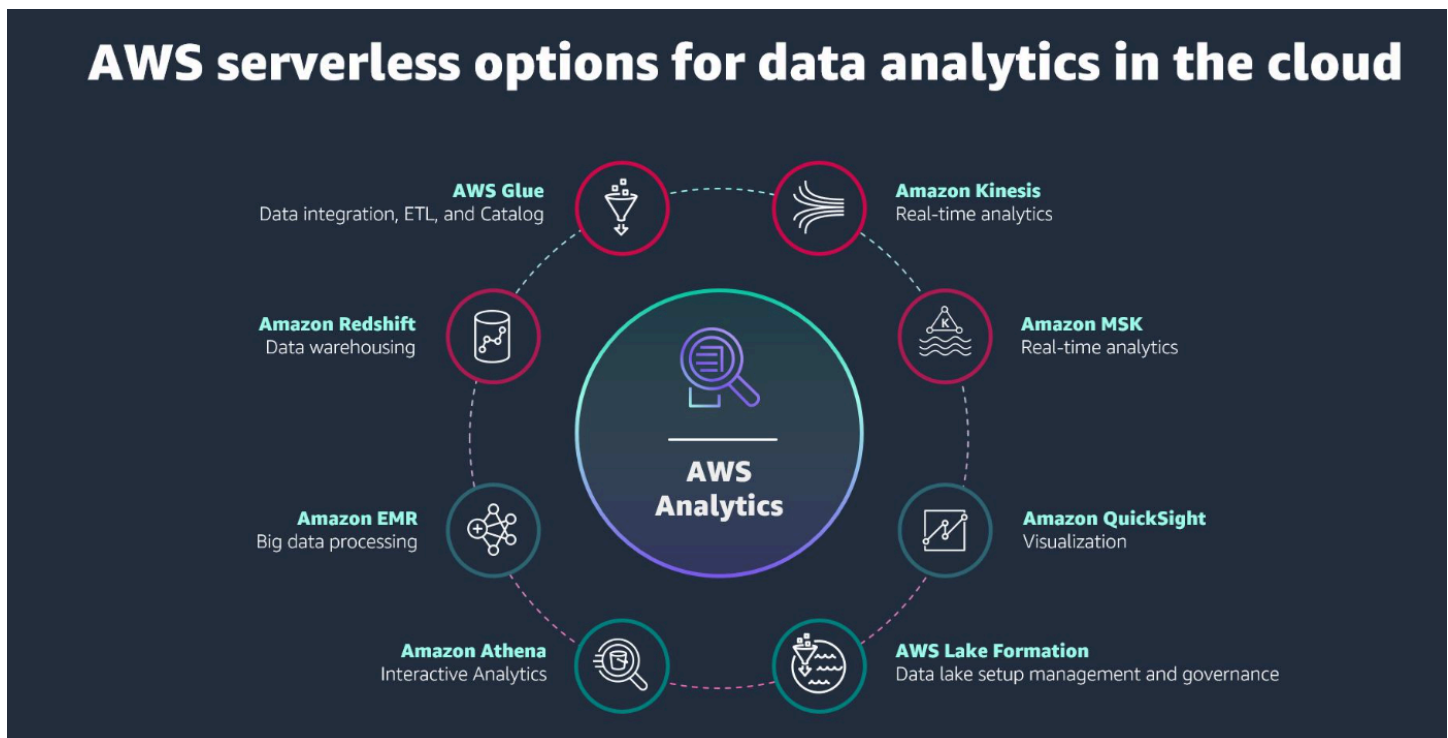 AWS serverless options for data analytics in the cloud
AWS Glue
Data integration, ETL, and Catalog
Amazon Kinesis
Real-time analytics
Amazon Redshift
Data warehousing
Amazon MSK
Real-time analytics
K
AWS
Analytics
Amazon EMR
Big data processing
Amazon QuickSight
Visualization
Amazon Athena
Interactive Analytics
AWS Lake Formation
Data lake setup management and governance